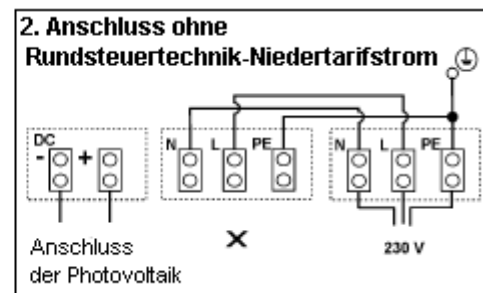 2. Anschluss ohne
Rundsteuertechnik-Niedertarifstrom
DC
- +
N L PE
N L PE
Anschluss
der Photovoltaik
X
230 V